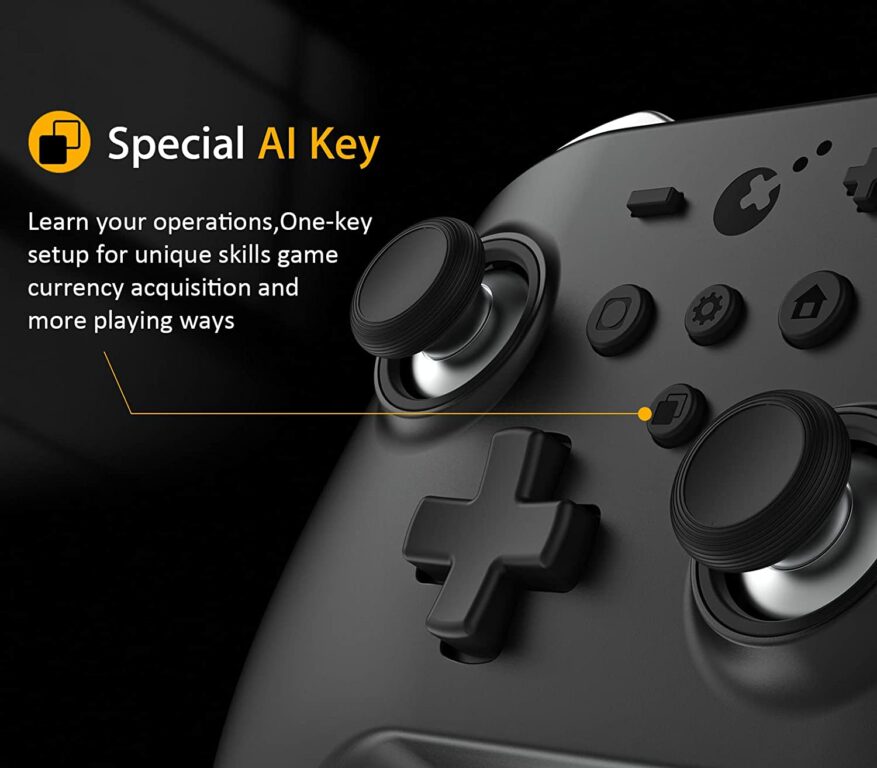 Special AI Key
Learn your operations,One-key
setup for unique skills game
currency acquisition and
more playing ways